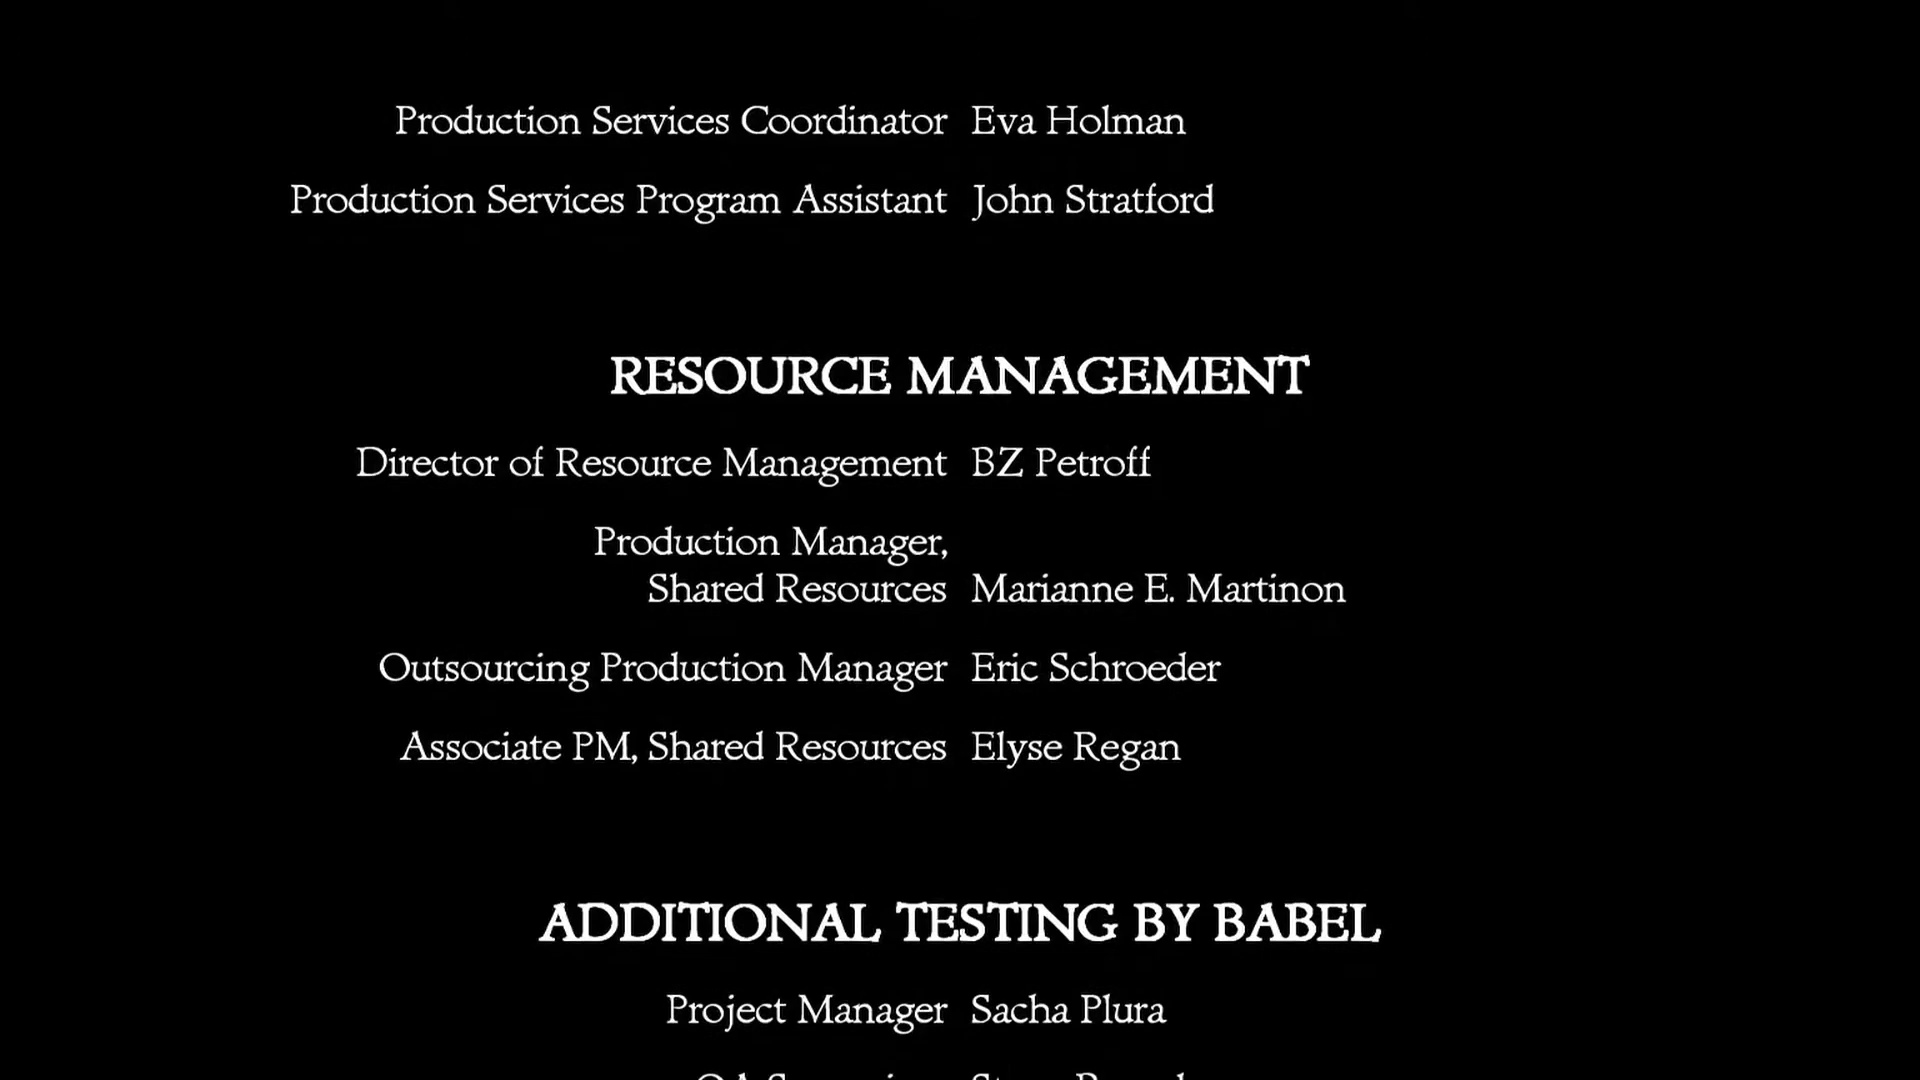 Production Services Coordinator Eva Holman
Production Services Program Assistant John Stratford
RESOURCE MANAGEMENT
Director of Resource Management BZ Petroff
Production Manager,
Shared Resources Marianne E. Martinon
Outsourcing Production Manager Eric Schroeder
Associate PM, Shared Resources Elyse Regan
ADDITIONAL TESTING BY BABEL
Project Manager Sacha Plura